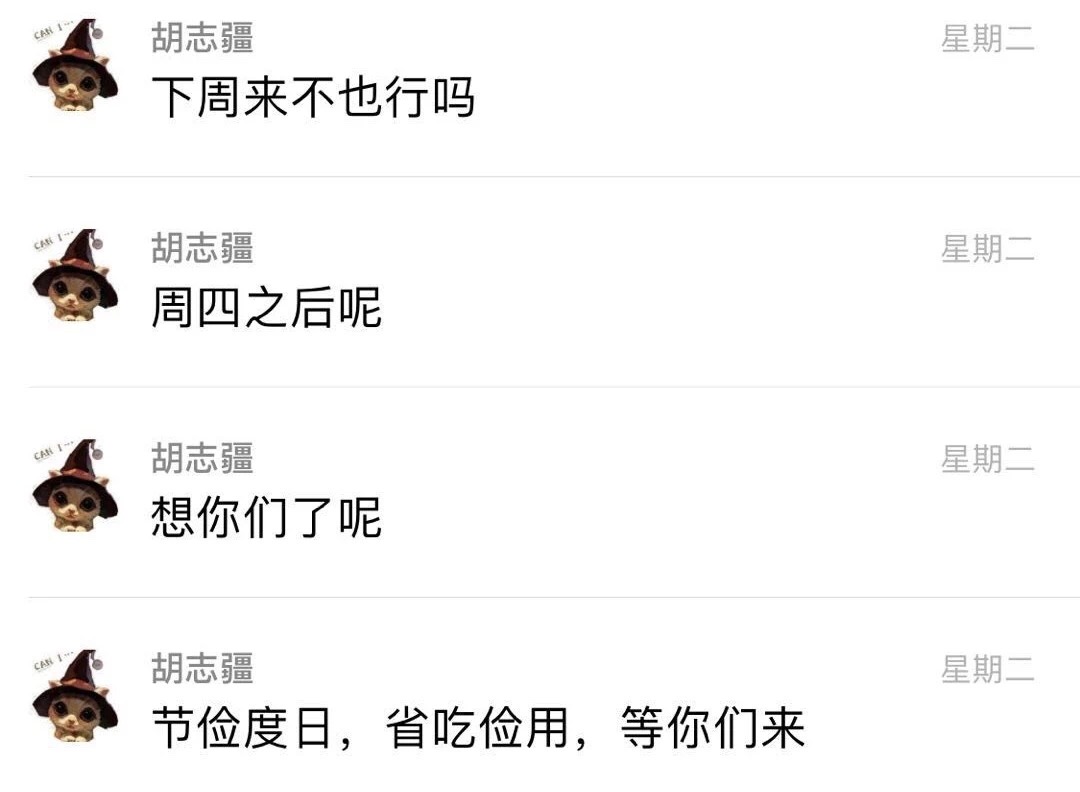 CAN I
胡志疆
星期二
下周来不也行吗
CAN I
胡志疆
星期二
周四之后呢
CAN I
胡志疆
星期二
想你们了呢
CAN I
胡志疆
星期二
节俭度日，省吃俭用，等你们来